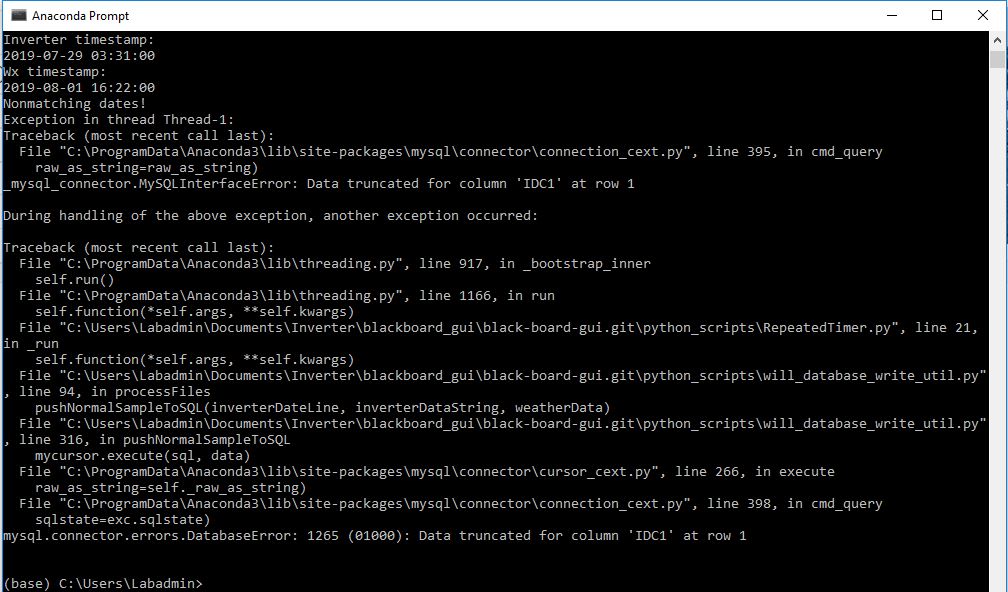 Anaconda Prompt
Inverter timestamp:
2019-07-29 03:31:00
Wx timestamp:
2019-08-01 16:22:00
Nonmatching dates!
Exception in thread Thread-1:
Traceback (most recent call last):
  File "C:\ProgramData\Anaconda3\lib\site-packages\mysql\connector\connection_cext.py", line 395, in cmd_query
    raw_as_string=raw_as_string)
_mysql_connector.MySQLInterfaceError: Data truncated for column 'IDC1' at row 1

During handling of the above exception, another exception occurred:

Traceback (most recent call last):
  File "C:\ProgramData\Anaconda3\lib\threading.py", line 917, in _bootstrap_inner
    self.run()
  File "C:\ProgramData\Anaconda3\lib\threading.py", line 1166, in run
    self.function(*self.args, **self.kwargs)
  File "C:\Users\Labadmin\Documents\Inverter\blackboard_gui\black-board-gui.git\python_scripts\RepeatedTimer.py", line 21,
in _run
    self.function(*self.args, **self.kwargs)
  File "C:\Users\Labadmin\Documents\Inverter\blackboard_gui\black-board-gui.git\python_scripts\will_database_write_util.py"
, line 94, in processFiles
    pushNormalSampleToSQL(inverterDateLine, inverterDataString, weatherData)
  File "C:\Users\Labadmin\Documents\Inverter\blackboard_gui\black-board-gui.git\python_scripts\will_database_write_util.py"
, line 316, in pushNormalSampleToSQL
    mycursor.execute(sql, data)
  File "C:\ProgramData\Anaconda3\lib\site-packages\mysql\connector\cursor_cext.py", line 266, in execute
    raw_as_string=self._raw_as_string)
  File "C:\ProgramData\Anaconda3\lib\site-packages\mysql\connector\connection_cext.py", line 398, in cmd_query
    sqlstate=exc.sqlstate)
mysql.connector.errors.DatabaseError: 1265 (01000): Data truncated for column 'IDC1' at row 1

(base) C:\Users\Labadmin>